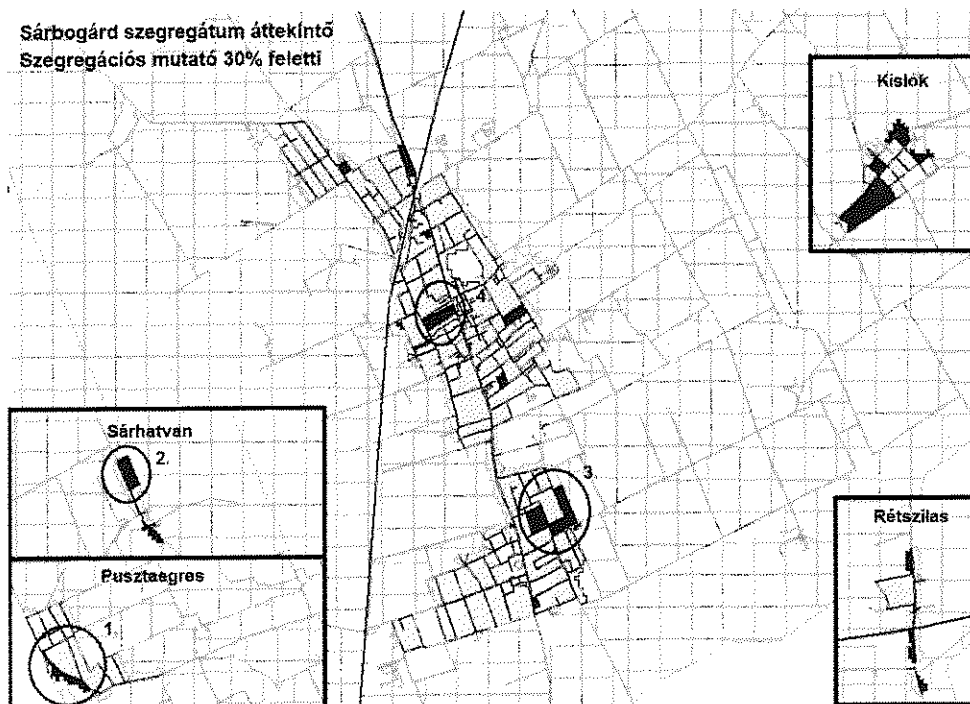 Sárbogárd szegregátum áttekintő
Szegregációs mutató 30% feletti
Kislók
4.
Sárhatvan
2.
3
Rétszilas
Pusztaegres
1.